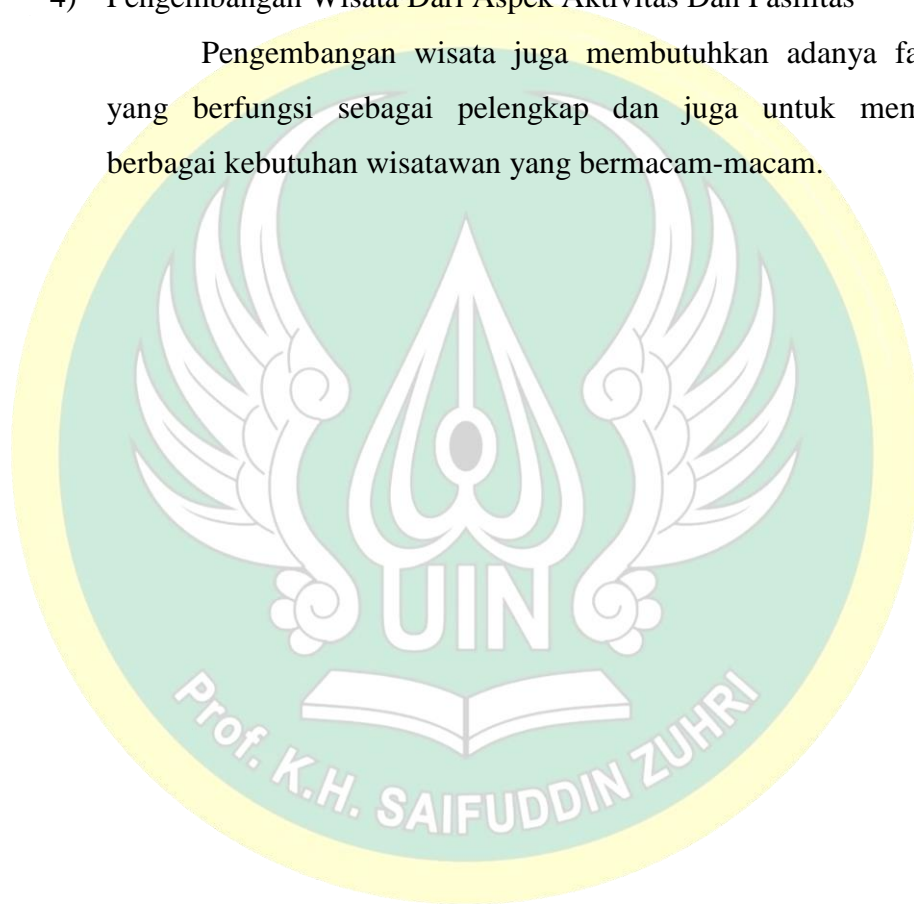 4) Pengembangan Wisata Dari Aspek Aktivitas Dan Fasilitas
Pengembangan wisata juga membutuhkan adanya fa
yang berfungsi sebagai pelengkap dan juga untuk mem
berbagai kebutuhan wisatawan yang bermacam-macam.
UIN
Prof. K.H. SAIFUDDIN ZUHRI